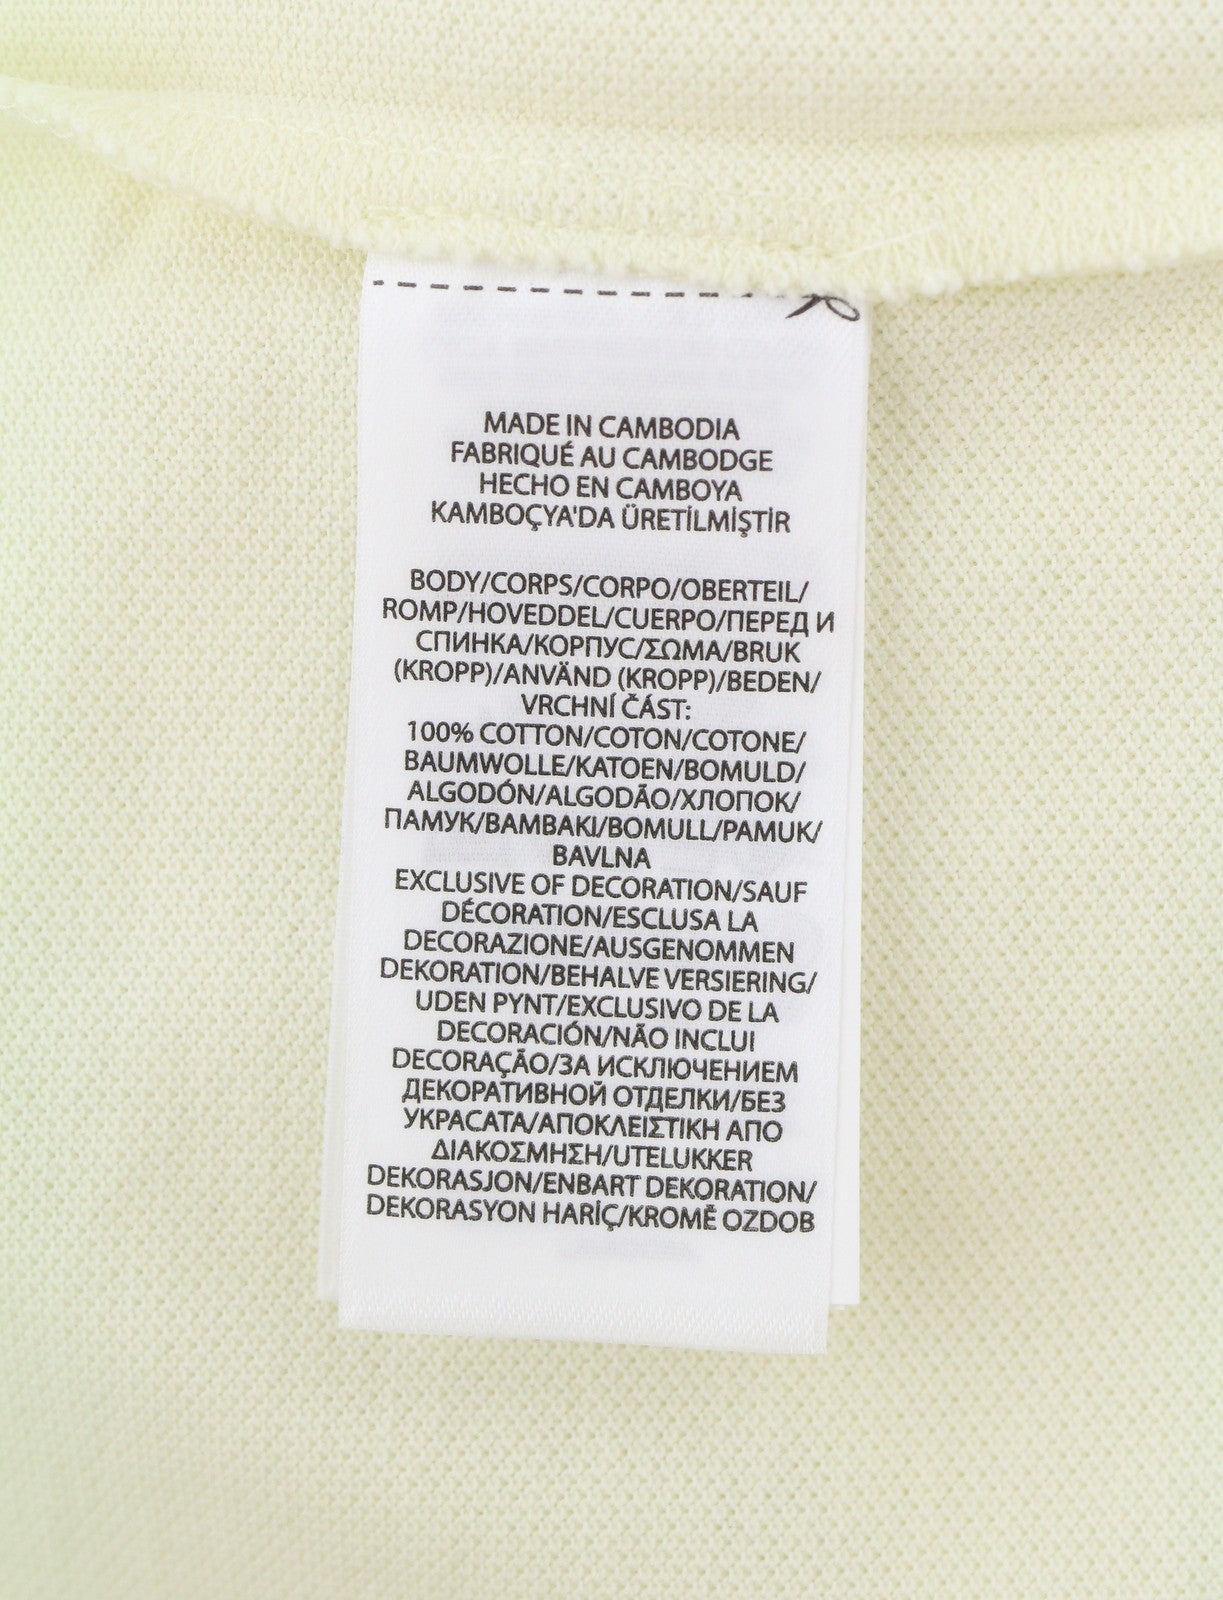 MADE IN CAMBODIA
FABRIQUÉ AU CAMBODGE
HECHO EN CAMBOYA
KAMBOÇYA'DA ÜRETİLMİŞTİR
BODY/CORPS/CORPO/OBERTEIL/
ROMP/HOVEDDEL/CUERPO/ПЕРЕД И
СПИНКА/КОРПУС/ΣΩΜΑ/BRUK
(KROPP)/ANVÄND (KROPP)/BEDEN/
VRCHNÍ ČÁST:
100% COTTON/COTON/COTONE/
BAUMWOLLE/KATOEN/BOMULD/
ALGODÓN/ALGODÃO/ХЛОПОК/
ПАМУК/BAMBAKI/BOMULL/PAMUK/
BAVLNA
EXCLUSIVE OF DECORATION/SAUF
DÉCORATION/ESCLUSA LA
DECORAZIONE/AUSGENOMMEN
DEKORATION/BEHALVE VERSIERING/
UDEN PYNT/EXCLUSIVO DE LA
DECORACIÓN/NÃO INCLUI
DECORAÇÃO/ЗА ИСКЛЮЧЕНИЕМ
ДЕКОРАТИВНОЙ ОТДЕЛКИ/БЕЗ
УКРАСАТА/ΑΠΟΚΛΕΙΣΤΙΚΗ ΑΠΟ
ΔΙΑΚΟΣΜΗΣΗ/UTELUKKER
DEKORASJON/ENBART DEKORATION/
DEKORASYON HARİÇ/KROMĚ OZDOB